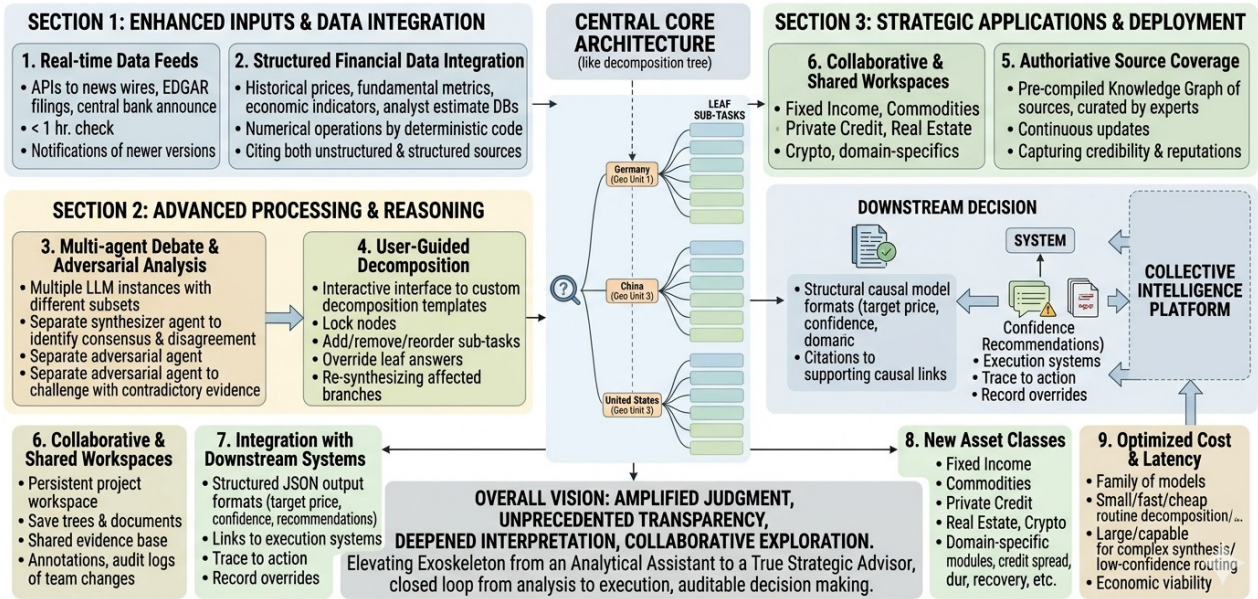 SECTION 1: ENHANCED INPUTS & DATA INTEGRATION
1. Real-time Data Feeds
• APIs to news wires, EDGAR
filings, central bank announce
• < 1 hr. check
• Notifications of newer versions
2. Structured Financial Data Integration
• Historical prices, fundamental metrics,
economic indicators, analyst estimate DBs
• Numerical operations by deterministic code
• Citing both unstructured & structured sources
SECTION 2: ADVANCED PROCESSING & REASONING
3. Multi-agent Debate &
Adversarial Analysis
• Multiple LLM instances with
different subsets
• Separate synthesizer agent to
identify consensus & disagreement
• Separate adversarial agent
• Separate adversarial agent to
challenge with contradictory evidence
4. User-Guided
Decomposition
• Interactive interface to custom
decomposition templates
• Lock nodes
• Add/remove/reorder sub-tasks
• Override leaf answers
• Re-synthesizing affected
branches
CENTRAL CORE
ARCHITECTURE
(like decomposition tree)
LEAF
SUB-TASKS
Germany
(Geo Unit 1)
?
China
(Geo Unit 3)
United States
(Geo Unit 3)
SECTION 3: STRATEGIC APPLICATIONS & DEPLOYMENT
6. Collaborative &
Shared Workspaces
• Fixed Income, Commodities
• Private Credit, Real Estate
• Crypto, domain-specifics
5. Authoriative Source Coverage
• Pre-compiled Knowledge Graph of
sources, curated by experts
• Continuous updates
• Capturing credibility & reputations
DOWNSTREAM DECISION
• Structural causal model
formats (target price,
confidence,
domaric
• Citations to
supporting causal links
SYSTEM
Confidence
Recommendations)
• Execution systems
• Trace to action
• Record overrides
COLLECTIVE
INTELLIGENCE
PLATFORM
6. Collaborative &
Shared Workspaces
• Persistent project
workspace
• Save trees & documents
• Shared evidence base
• Annotations, audit logs
of team changes
7. Integration with
Downstream Systems
• Structured JSON output
formats (target price,
confidence, recommendations)
• Links to execution systems
• Trace to action
• Record overrides
OVERALL VISION: AMPLIFIED JUDGMENT,
UNPRECEDENTED TRANSPARENCY,
DEEPENED INTERPRETATION, COLLABORATIVE EXPLORATION.
Elevating Exoskeleton from an Analytical Assistant to a True Strategic Advisor,
closed loop from analysis to execution, auditable decision making.
8. New Asset Classes
• Fixed Income
• Commodities
• Private Credit
• Real Estate, Crypto
• Domain-specific
modules, credit spread,
dur, recovery, etc.
9. Optimized Cost
& Latency
• Family of models
• Small/fast/cheap
routine decomposition/...
• Large/capable
for complex synthesis/
low-confidence routing
• Economic viability